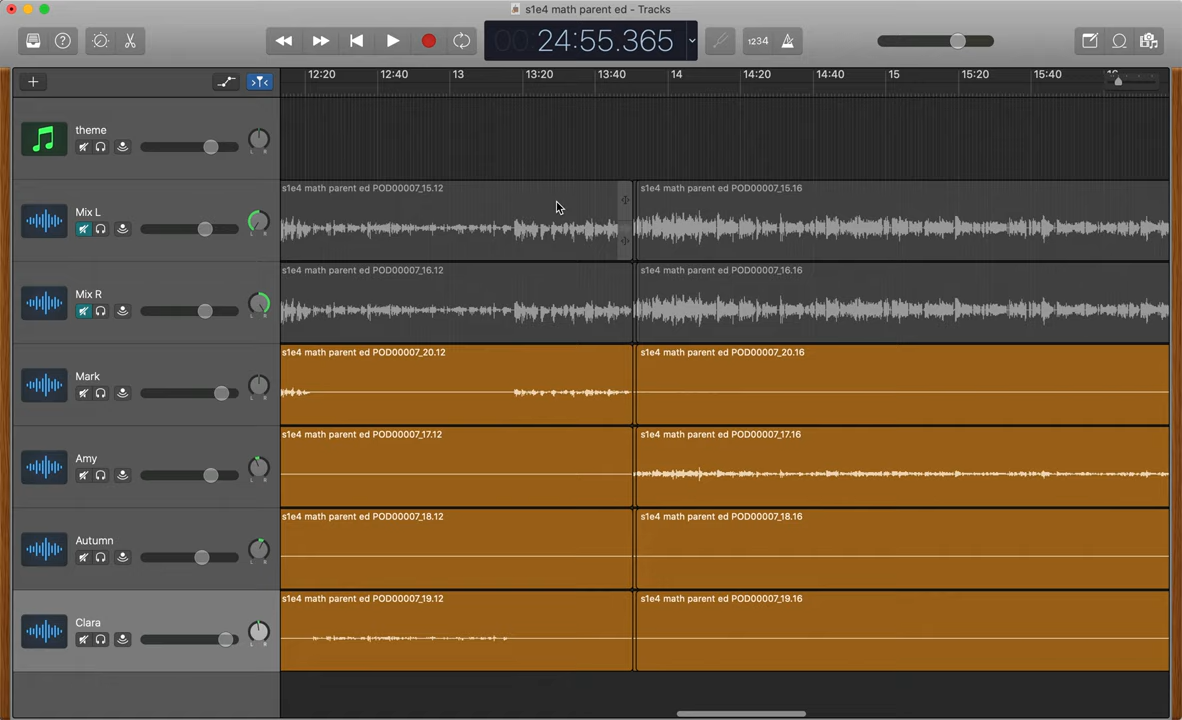 s1e4 math parent ed - Tracks
24:55.365
1234
12:20 12:40 13 13:20 13:40 14 14:20 14:40 15 15:20 15:40 16
theme
s1e4 math parent ed POD00007_15.12 s1e4 math parent ed POD00007_15.16
Mix L
L R
s1e4 math parent ed POD00007_16.12 s1e4 math parent ed POD00007_16.16
Mix R
L R
s1e4 math parent ed POD00007_20.12 s1e4 math parent ed POD00007_20.16
Mark
L R
s1e4 math parent ed POD00007_17.12 s1e4 math parent ed POD00007_17.16
Amy
L R
s1e4 math parent ed POD00007_18.12 s1e4 math parent ed POD00007_18.16
Autumn
L R
s1e4 math parent ed POD00007_19.12 s1e4 math parent ed POD00007_19.16
Clara
L R